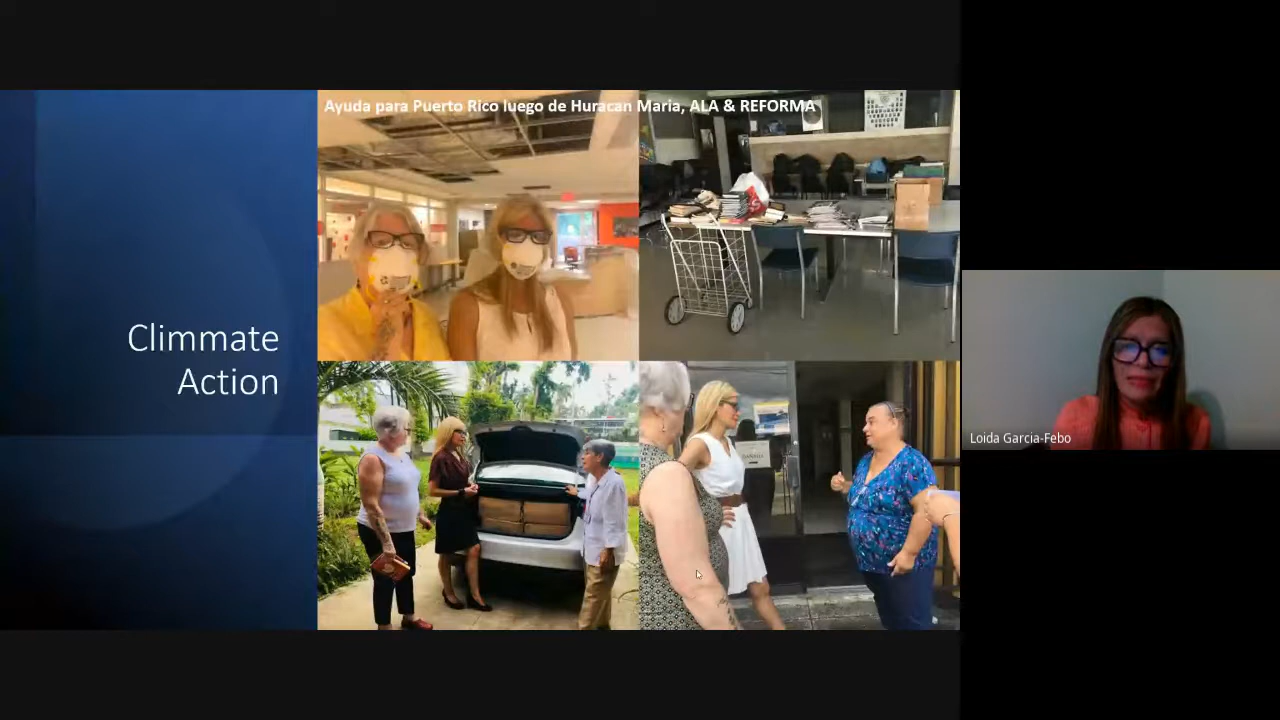 Ayuda para Puerto Rico luego de Huracan Maria, ALA & REFORMA
Climmate
Action
Loida Garcia-Febo